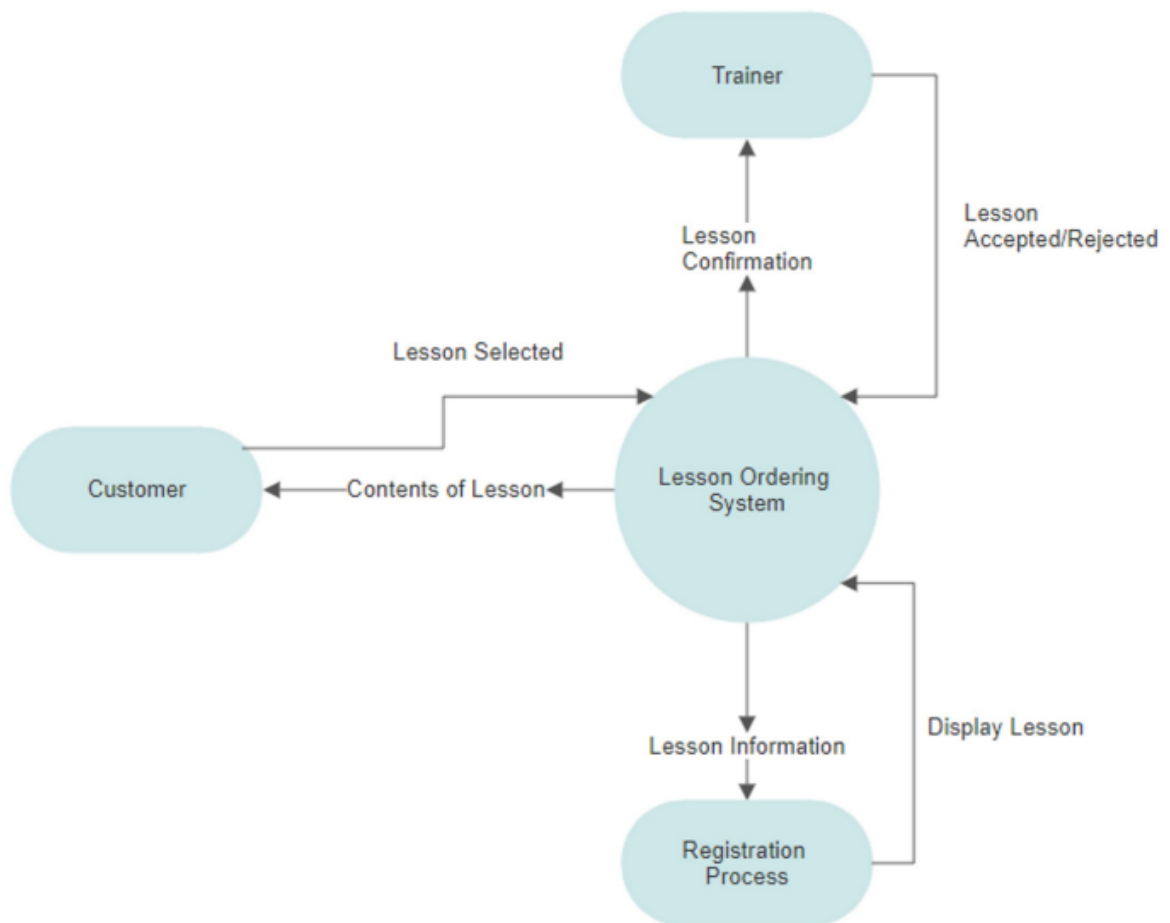 Trainer
Lesson
Accepted/Rejected
Lesson
Confirmation
Lesson Selected
Customer
Contents of Lesson
Lesson Ordering
System
Lesson Information
Display Lesson
Registration
Process